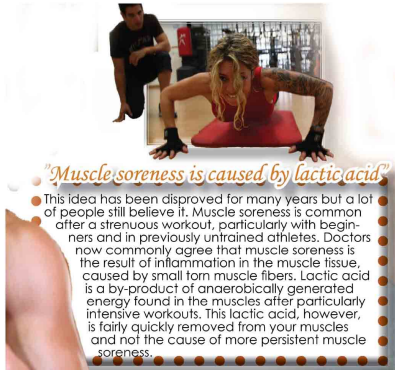 "Muscle soreness is caused by lactic acid"
This idea has been disproved for many years but a lot
of people still believe it. Muscle soreness is common
after a strenuous workout, particularly with begin-
ners and in previously untrained athletes. Doctors
now commonly agree that muscle soreness is
the result of inflammation in the muscle tissue,
caused by small torn muscle fibers. Lactic acid
is a by-product of anaerobically generated
energy found in the muscles after particularly
intensive workouts. This lactic acid, however,
is fairly quickly removed from your muscles
and not the cause of more persistent muscle
soreness.